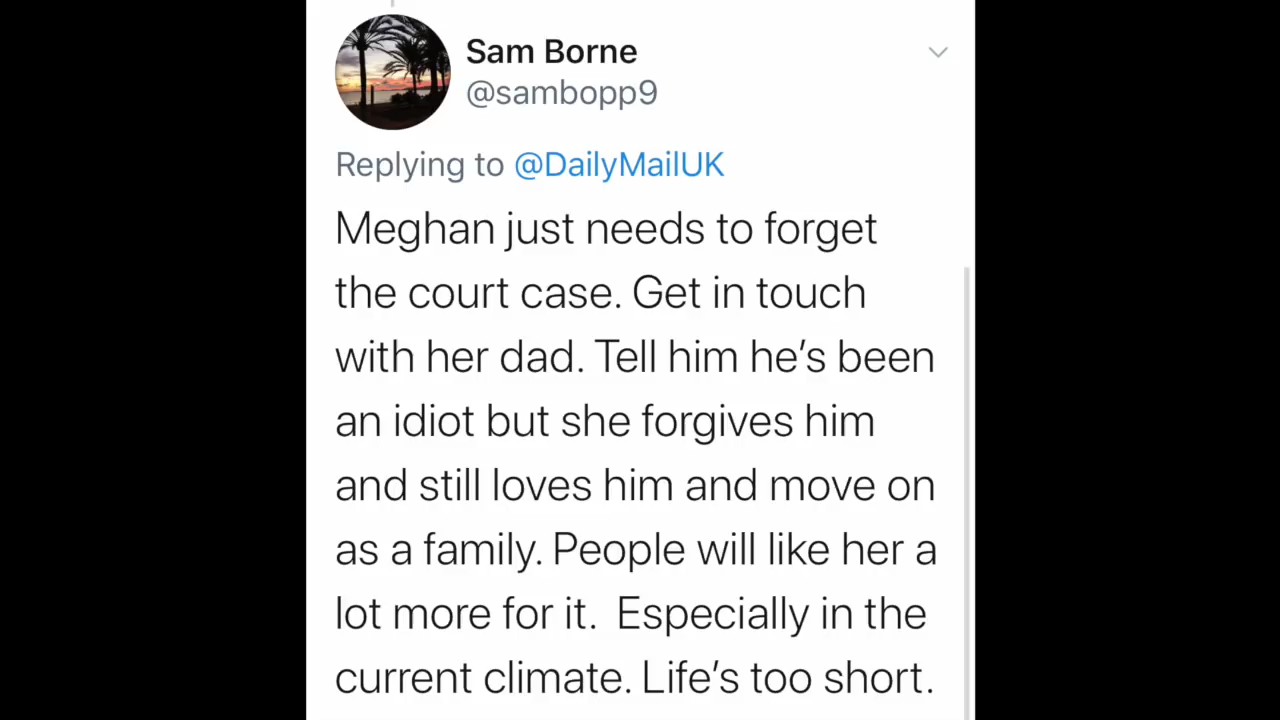 Sam Borne
@sambopp9
Replying to @DailyMailUK
Meghan just needs to forget
the court case. Get in touch
with her dad. Tell him he's been
an idiot but she forgives him
and still loves him and move on
as a family. People will like her a
lot more for it.  Especially in the
current climate. Life's too short.